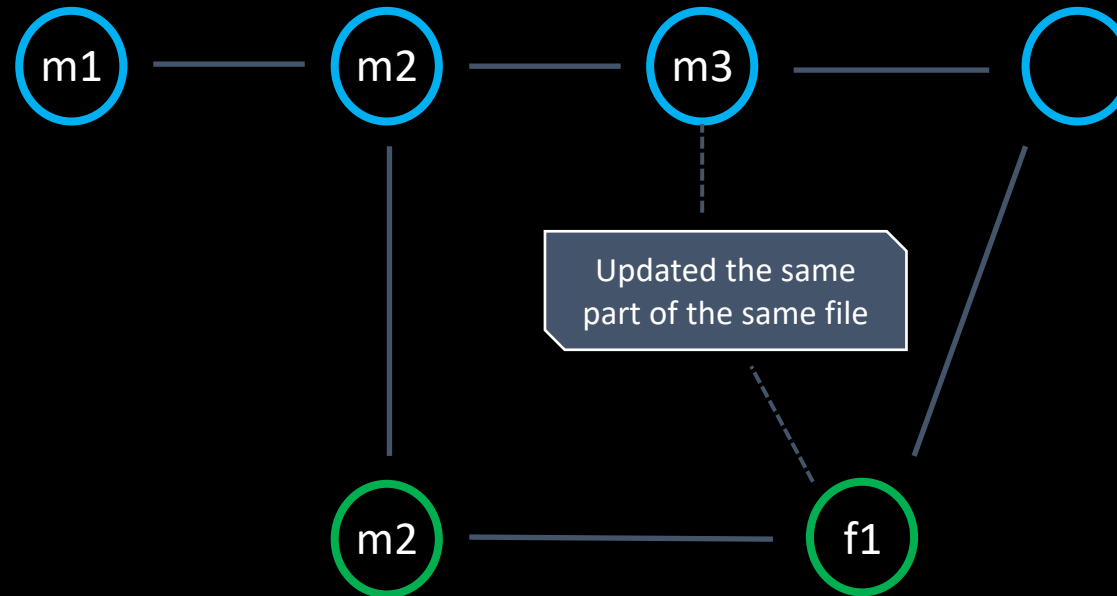 m1
m2
m3
Updated the same
part of the same file
m2
f1